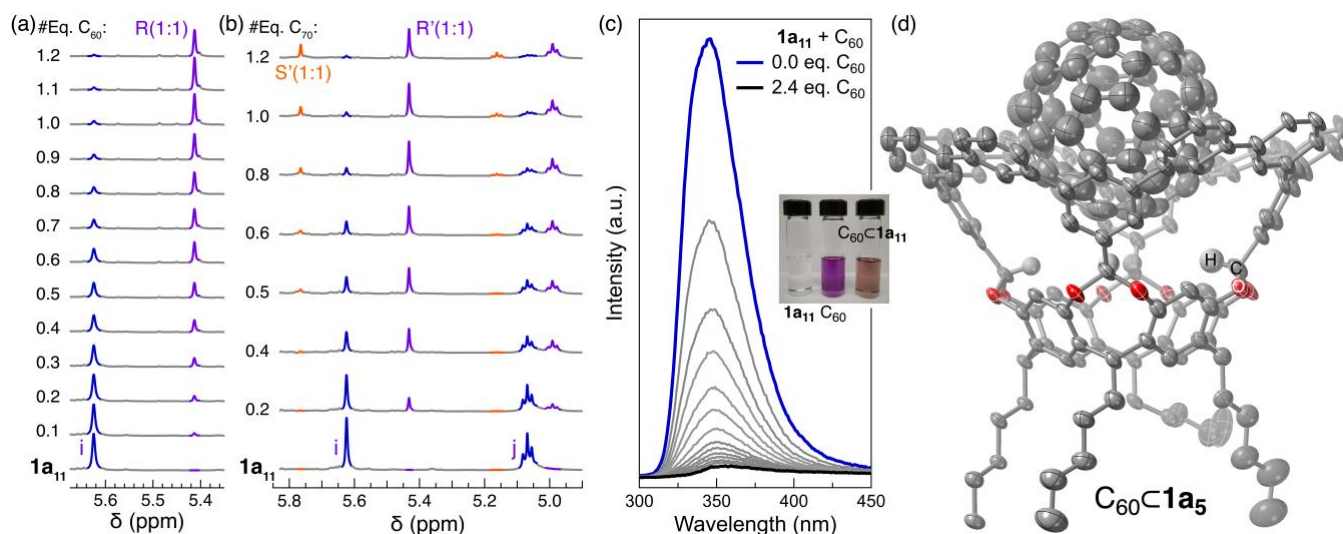 (a) #Eq. C₆₀: R(1:1)
1.2
1.1
1.0
0.9
0.8
0.7
0.6
0.5
0.4
0.3
0.2
0.1
i
1a₁₁
5.6 5.5 5.4
δ (ppm)
(b) #Eq. C₇₀: R'(1:1)
1.2
S'(1:1)
1.0
0.8
0.6
0.5
0.4
0.2
i j
1a₁₁
5.8 5.6 5.4 5.2 5.0
δ (ppm)
(c)
1a₁₁ + C₆₀
0.0 eq. C₆₀
2.4 eq. C₆₀
C₆₀⊂1a₁₁
1a₁₁ C₆₀
Intensity (a.u.)
300 350 400 450
Wavelength (nm)
(d)
H C
C₆₀⊂1a₅